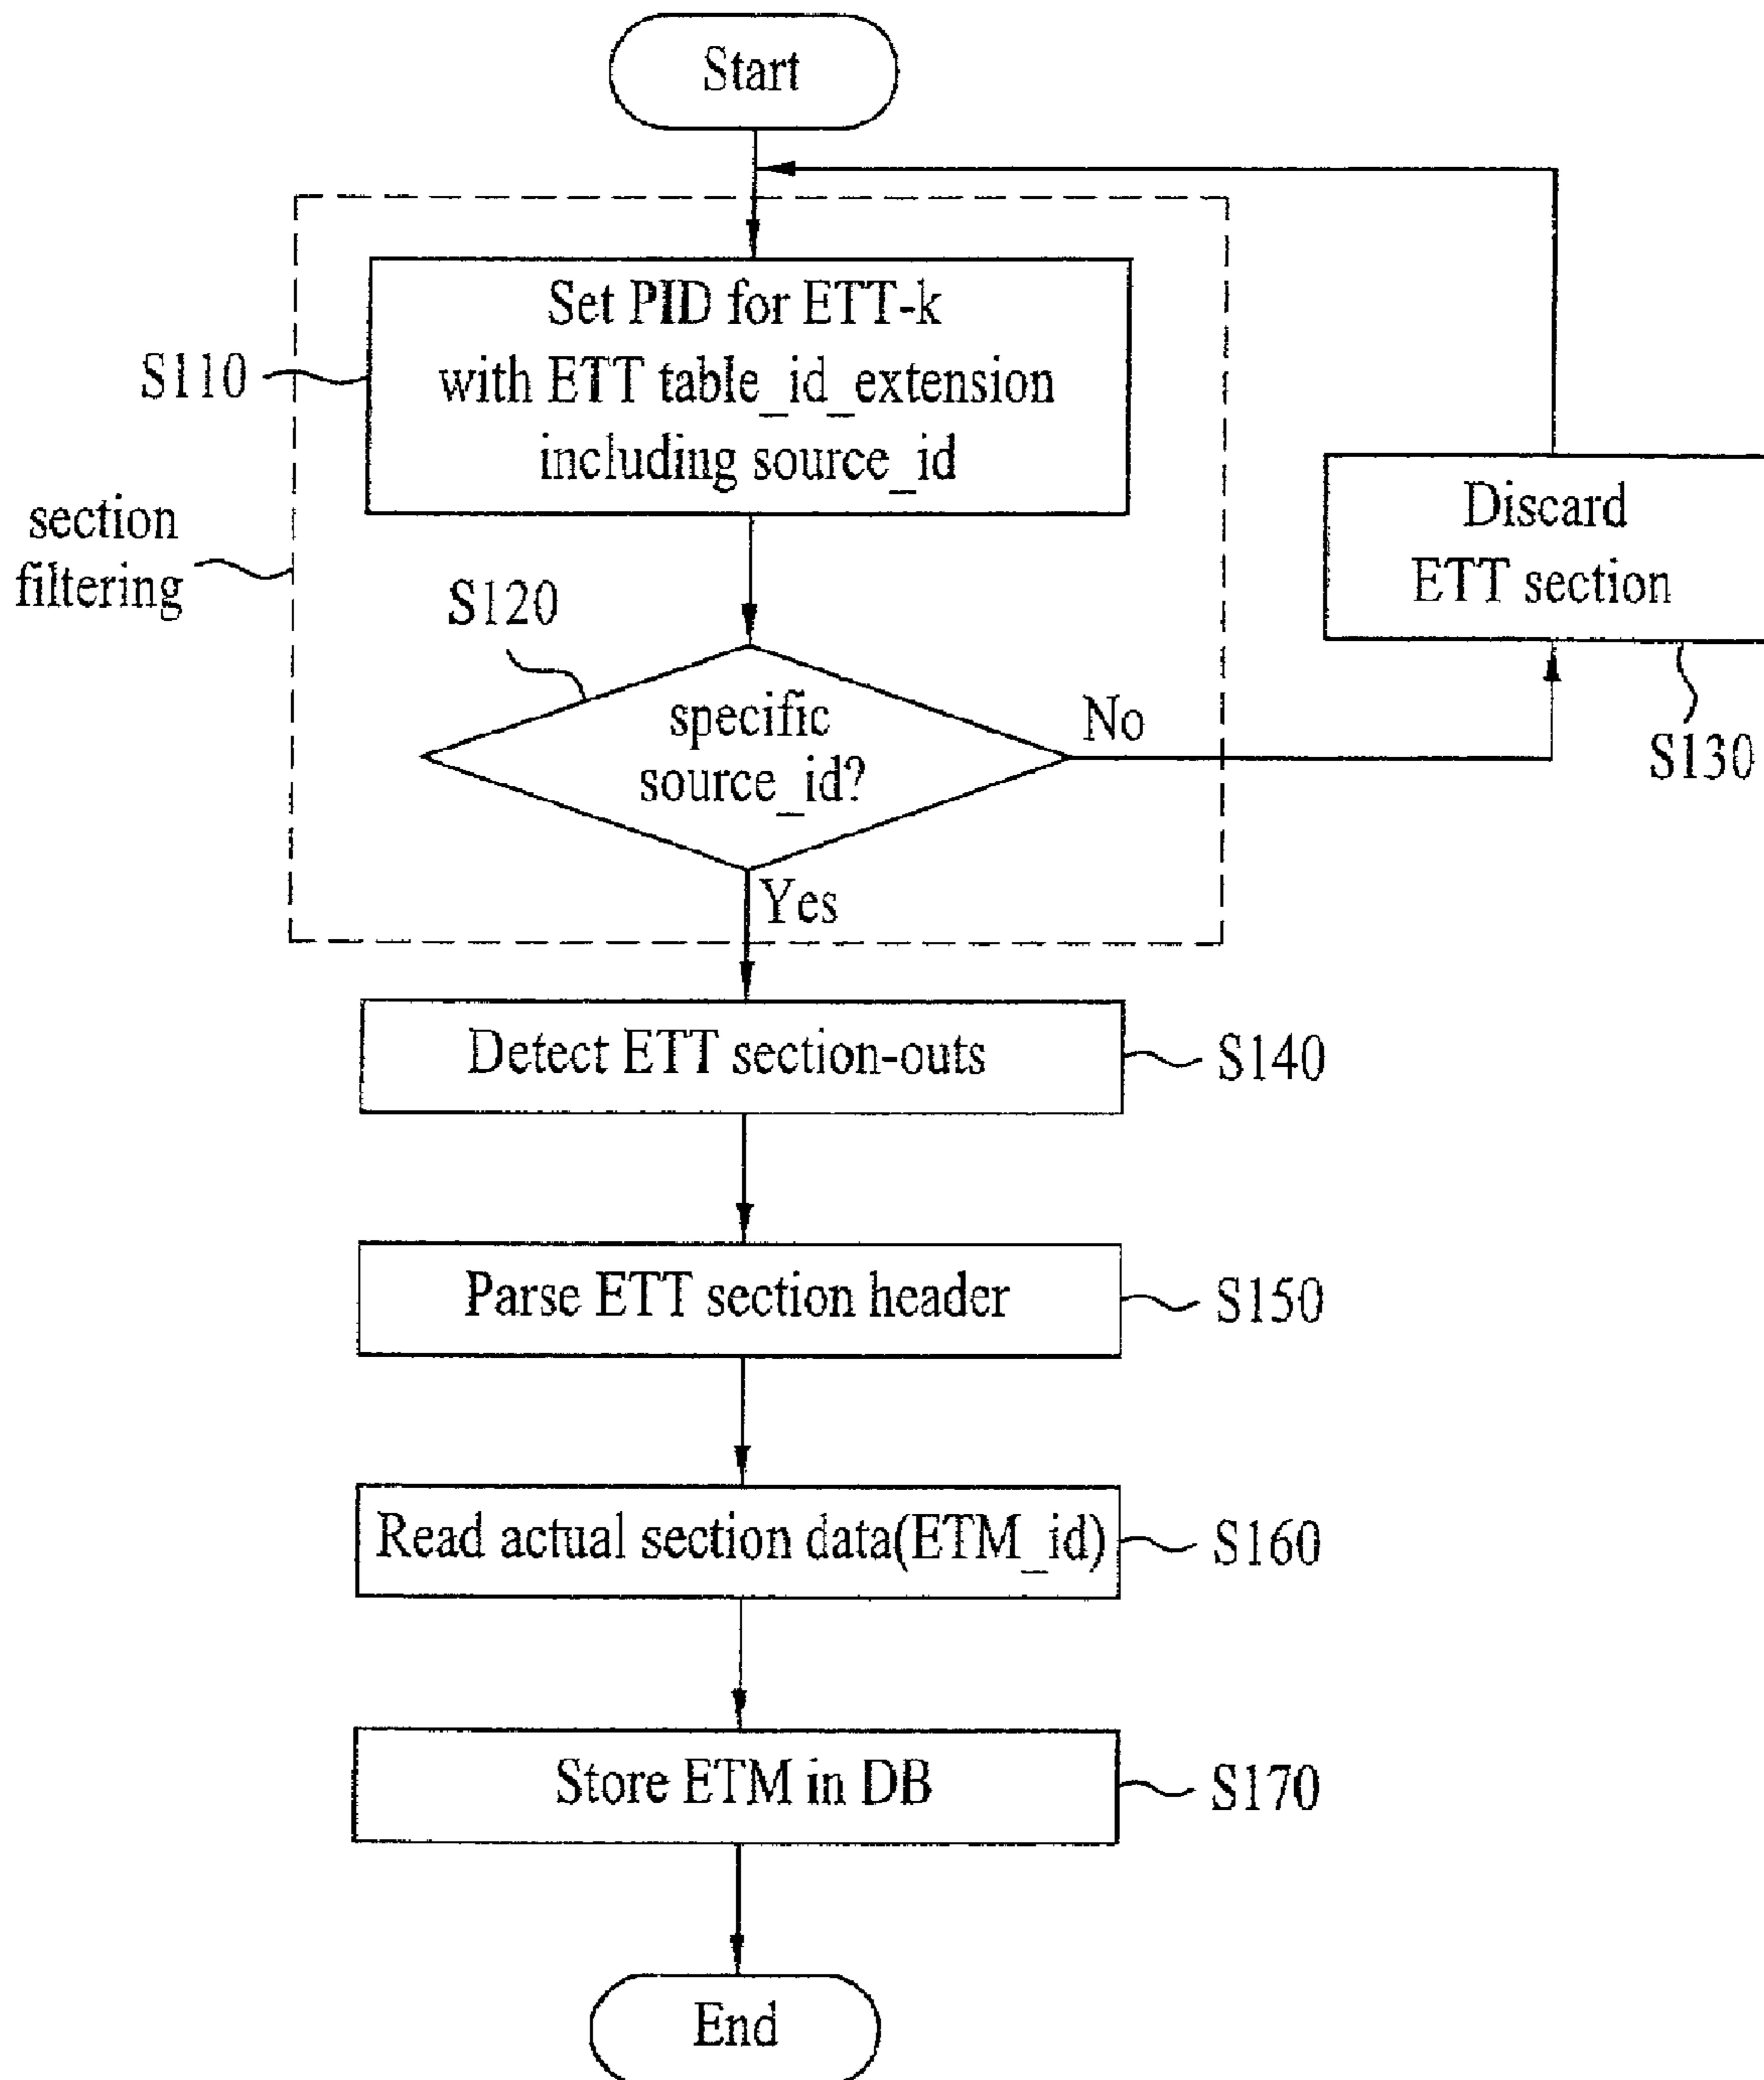 Start
Set PID for ETT-k
S110
with ETT table_id_extension
including source_id
section
filtering
Discard
ETT section
S120
specific
source_id?
No
S130
Yes
Detect ETT section-outs
S140
Parse ETT section header
S150
Read actual section data(ETM_id)
S160
Store ETM in DB
S170
End